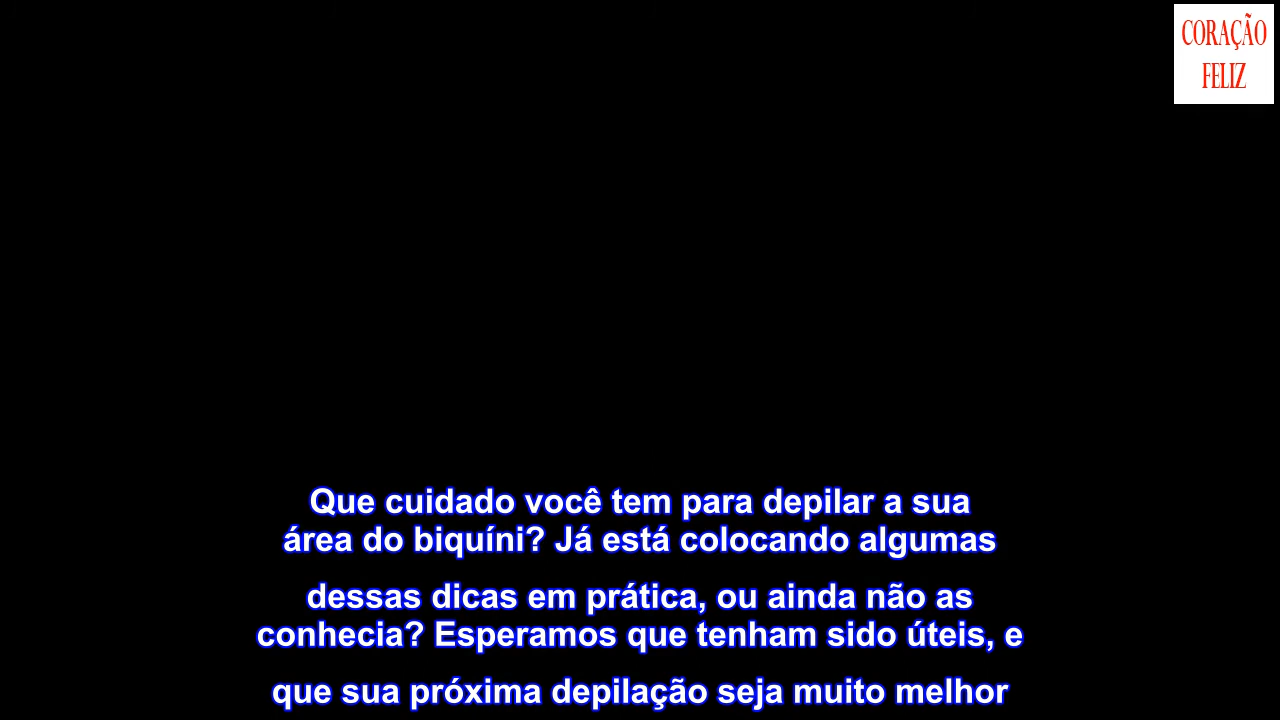 CORAÇÃO
FELIZ
Que cuidado você tem para depilar a sua
área do biquíni? Já está colocando algumas
dessas dicas em prática, ou ainda não as
conhecia? Esperamos que tenham sido úteis, e
que sua próxima depilação seja muito melhor